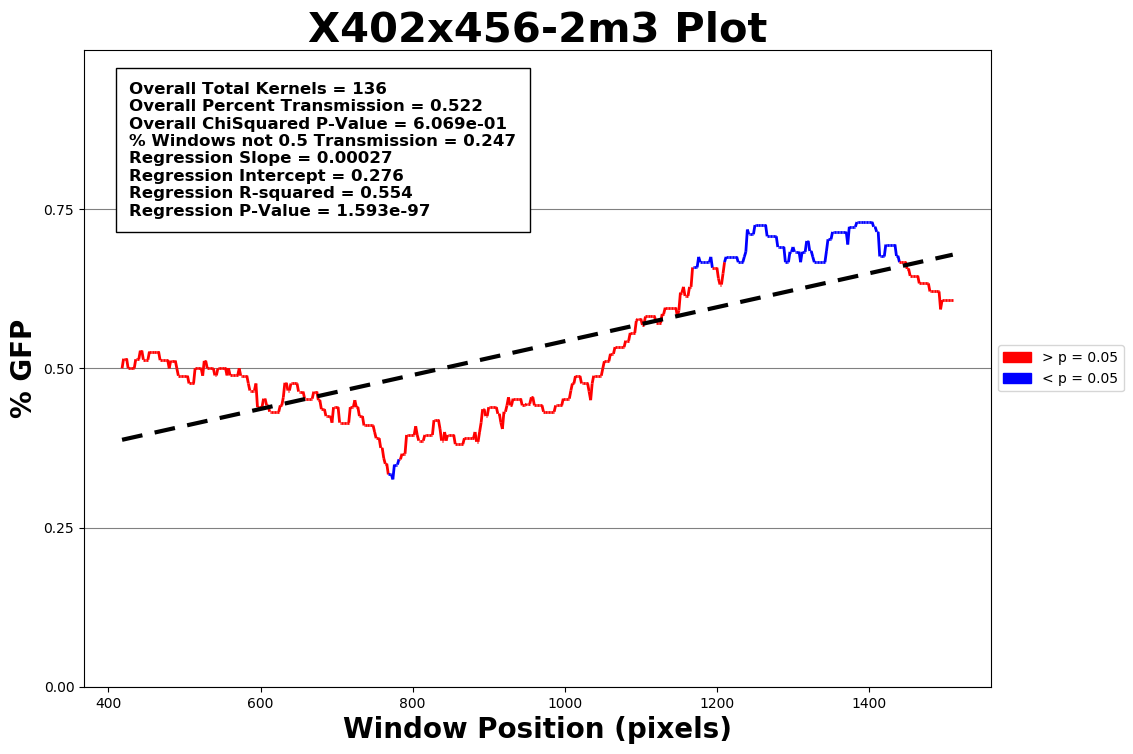 X402x456-2m3 Plot
Overall Total Kernels = 136
Overall Percent Transmission = 0.522
Overall ChiSquared P-Value = 6.069e-01
% Windows not 0.5 Transmission = 0.247
Regression Slope = 0.00027
Regression Intercept = 0.276
Regression R-squared = 0.554
Regression P-Value = 1.593e-97
% GFP
0.75
0.50
0.25
0.00
400 600 800 1000 1200 1400
Window Position (pixels)
> p = 0.05
< p = 0.05